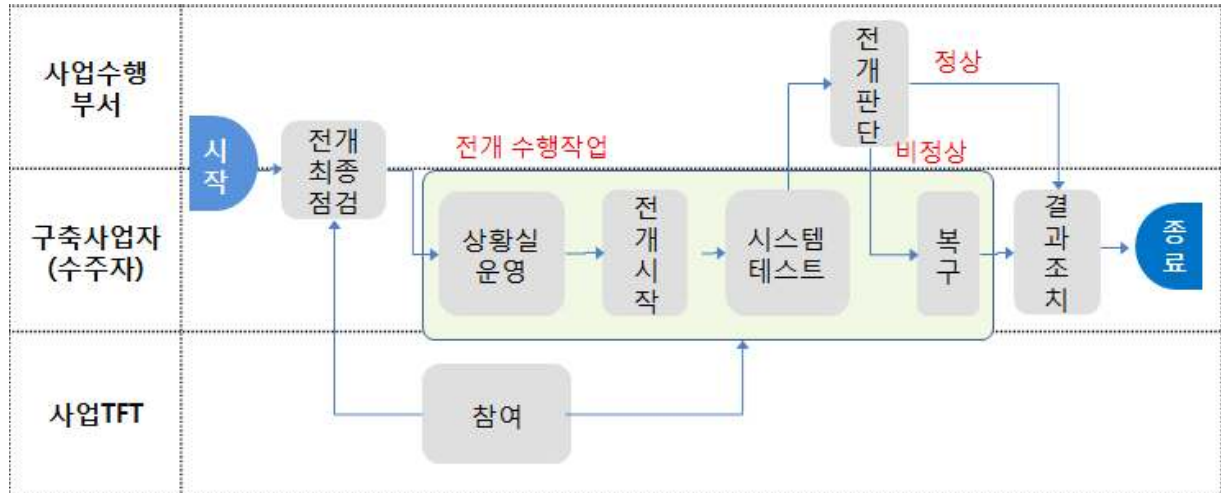 사업수행
부서
시
작
전개
최종
점검
전개 수행작업
전
개
판
단
정상
비정상
구축사업자
(수주자)
상황실
운영
전
개
시
작
시스템
테스트
복
구
결
과
조
치
종
료
사업TFT
참여